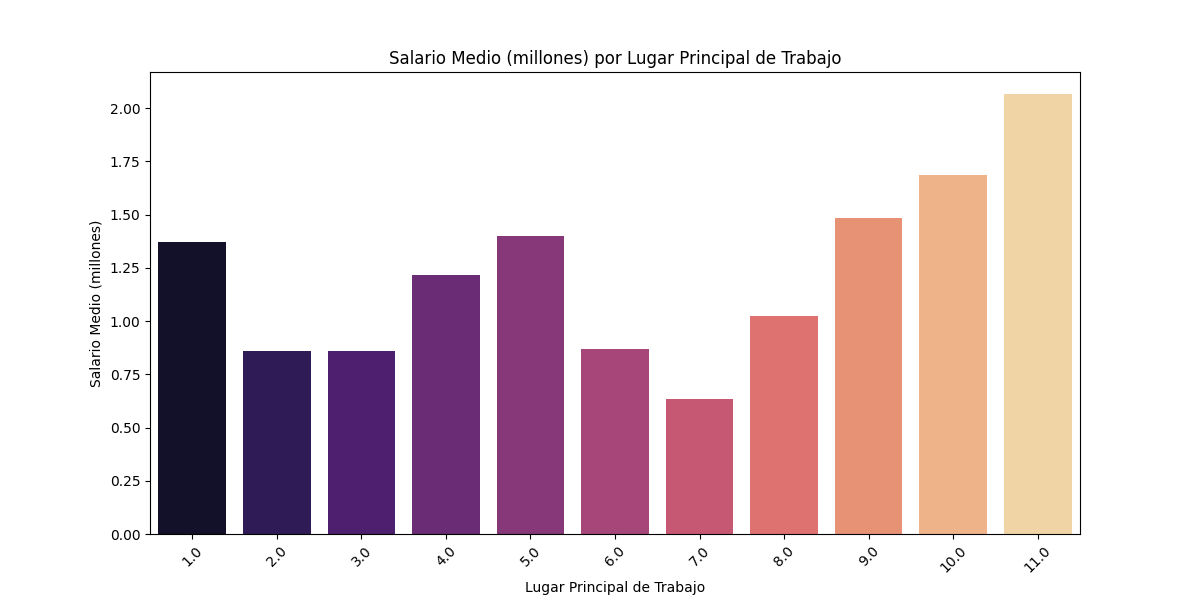 Salario Medio (millones) por Lugar Principal de Trabajo
Salario Medio (millones)
2.00
1.75
1.50
1.25
1.00
0.75
0.50
0.25
0.00
1.0 2.0 3.0 4.0 5.0 6.0 7.0 8.0 9.0 10.0 11.0
Lugar Principal de Trabajo